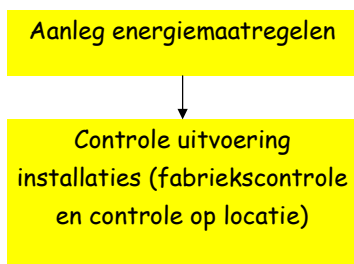 Aanleg energiemaatregelen
Controle uitvoering
installaties (fabriekscontrole
en controle op locatie)